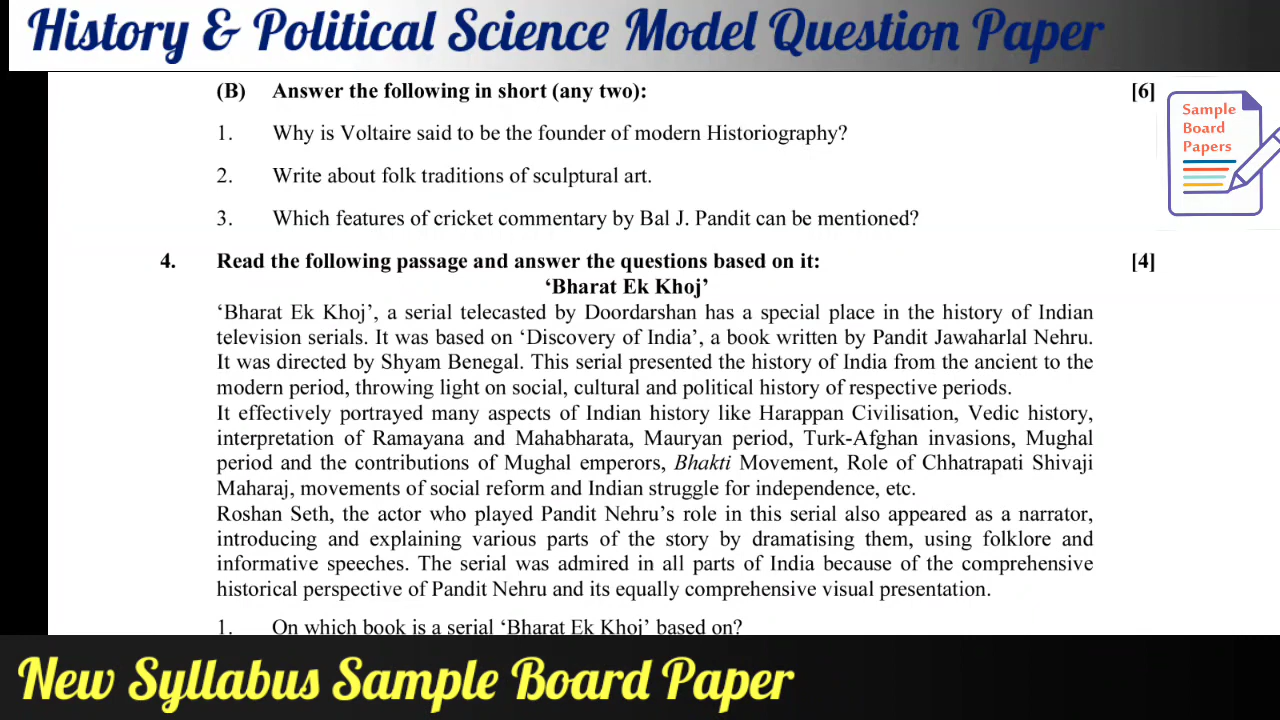 History & Political Science Model Question Paper
(B) Answer the following in short (any two): [6]
Sample
Board
Papers
1. Why is Voltaire said to be the founder of modern Historiography?
2. Write about folk traditions of sculptural art.
3. Which features of cricket commentary by Bal J. Pandit can be mentioned?
4. Read the following passage and answer the questions based on it: [4]
‘Bharat Ek Khoj’
‘Bharat Ek Khoj’, a serial telecasted by Doordarshan has a special place in the history of Indian
television serials. It was based on ‘Discovery of India’, a book written by Pandit Jawaharlal Nehru.
It was directed by Shyam Benegal. This serial presented the history of India from the ancient to the
modern period, throwing light on social, cultural and political history of respective periods.
It effectively portrayed many aspects of Indian history like Harappan Civilisation, Vedic history,
interpretation of Ramayana and Mahabharata, Mauryan period, Turk-Afghan invasions, Mughal
period and the contributions of Mughal emperors, Bhakti Movement, Role of Chhatrapati Shivaji
Maharaj, movements of social reform and Indian struggle for independence, etc.
Roshan Seth, the actor who played Pandit Nehru’s role in this serial also appeared as a narrator,
introducing and explaining various parts of the story by dramatising them, using folklore and
informative speeches. The serial was admired in all parts of India because of the comprehensive
historical perspective of Pandit Nehru and its equally comprehensive visual presentation.
1. On which book is a serial ‘Bharat Ek Khoj’ based on?
New Syllabus Sample Board Paper